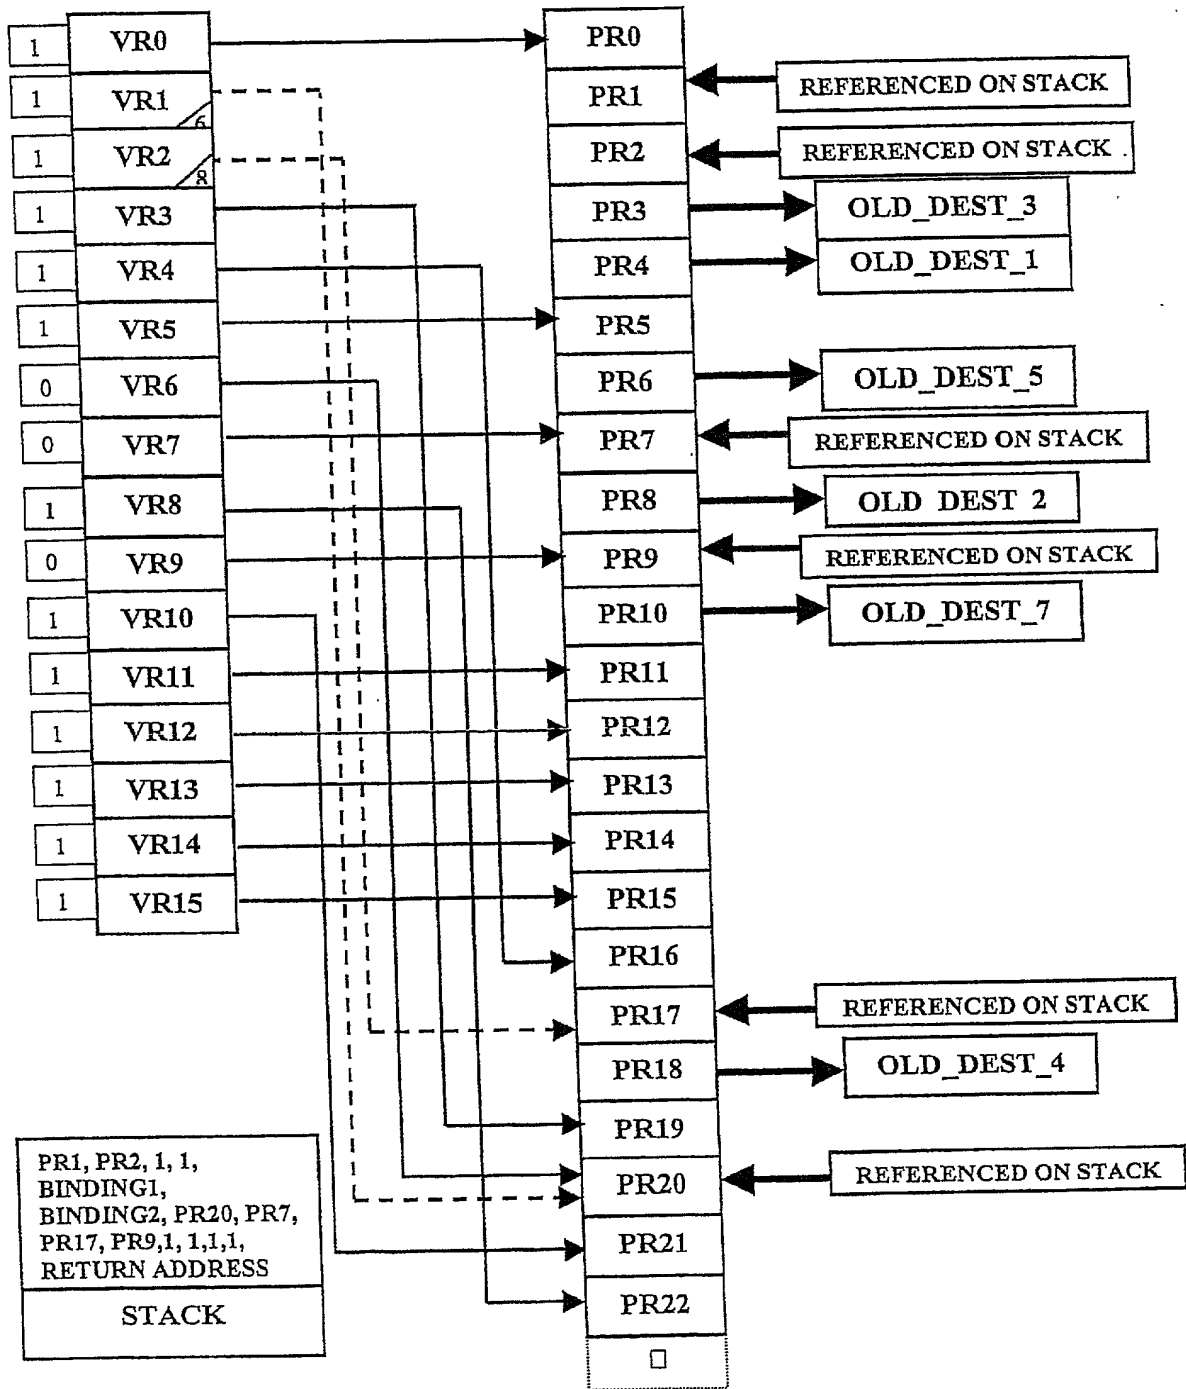 1 VR0 PR0
1 VR1 6 PR1 REFERENCED ON STACK
1 VR2 8 PR2 REFERENCED ON STACK
1 VR3 PR3 OLD_DEST_3
1 VR4 PR4 OLD_DEST_1
1 VR5 PR5
0 VR6 PR6 OLD_DEST_5
0 VR7 PR7 REFERENCED ON STACK
1 VR8 PR8 OLD DEST 2
0 VR9 PR9 REFERENCED ON STACK
1 VR10 PR10 OLD_DEST_7
1 VR11 PR11
1 VR12 PR12
1 VR13 PR13
1 VR14 PR14
1 VR15 PR15
PR16
PR17 REFERENCED ON STACK
PR18 OLD_DEST_4
PR19
PR20 REFERENCED ON STACK
PR21
PR22
PR1, PR2, 1, 1,
BINDING1,
BINDING2, PR20, PR7,
PR17, PR9,1, 1,1,1,
RETURN ADDRESS
STACK